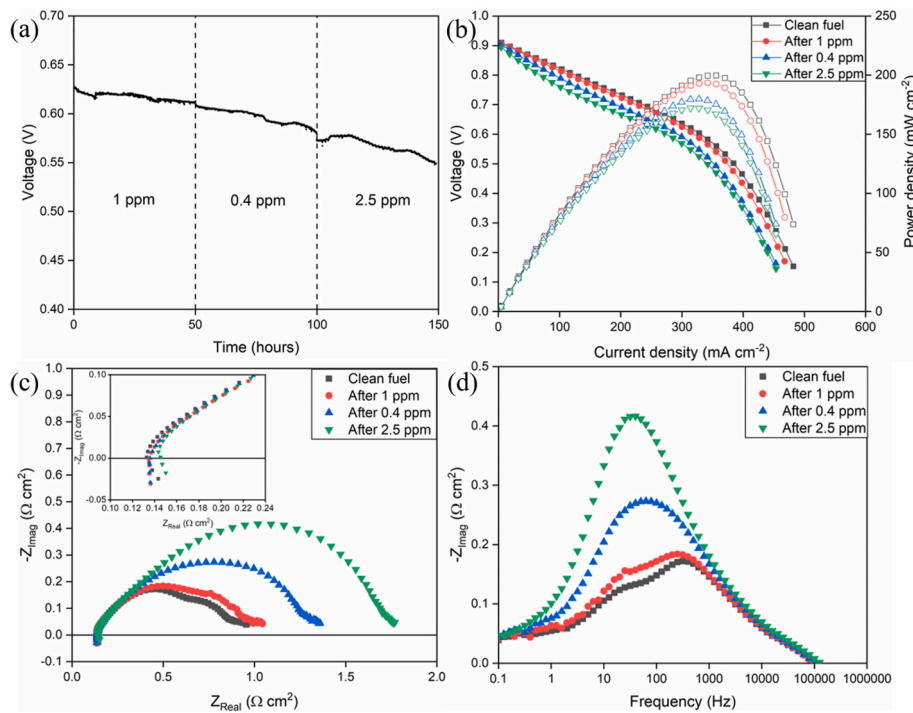 (a)
0.70
0.65
0.60
0.55
0.50
0.45
0.40
Voltage (V)
1 ppm
0.4 ppm
2.5 ppm
0
50
100
150
Time (hours)
(b)
1.0
0.9
0.8
0.7
0.6
0.5
0.4
0.3
0.2
0.1
0.0
Voltage (V)
Clean fuel
After 1 ppm
After 0.4 ppm
After 2.5 ppm
250
200
150
100
50
0
Power density (mW cm-2)
0
100
200
300
400
500
600
Current density (mA cm-2)
(c)
1.0
0.9
0.8
0.7
0.6
0.5
0.4
0.3
0.2
0.1
0.0
-0.1
-ZImag (Ω cm2)
0.10
0.05
0.00
-0.05
-ZImag (Ω cm2)
0.10
0.12
0.14
0.16
0.18
0.20
0.22
0.24
ZReal (Ω cm2)
Clean fuel
After 1 ppm
After 0.4 ppm
After 2.5 ppm
0.0
0.5
1.0
1.5
2.0
ZReal (Ω cm2)
(d)
0.5
0.4
0.3
0.2
0.1
0.0
-ZImag (Ω cm2)
Clean fuel
After 1 ppm
After 0.4 ppm
After 2.5 ppm
0.1
1
10
100
1000
10000
100000
1000000
Frequency (Hz)